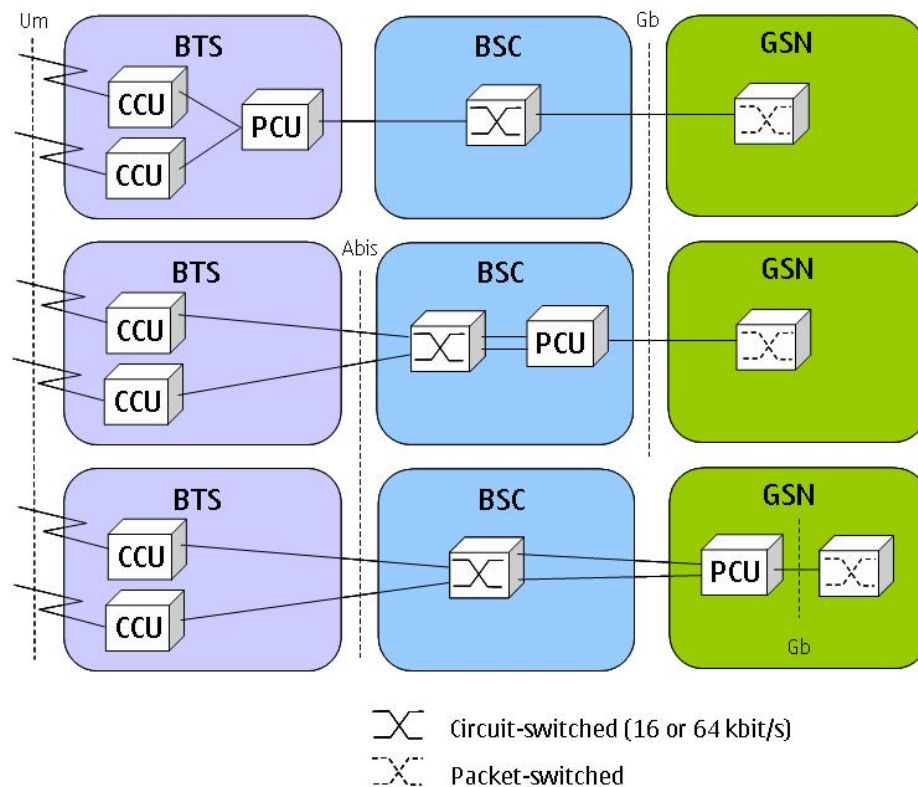 Um
Gb
BTS
BSC
GSN
CCU
PCU
CCU
Abis
BTS
BSC
GSN
CCU
PCU
CCU
BTS
BSC
GSN
CCU
PCU
CCU
Gb
Circuit-switched (16 or 64 kbit/s)
Packet-switched